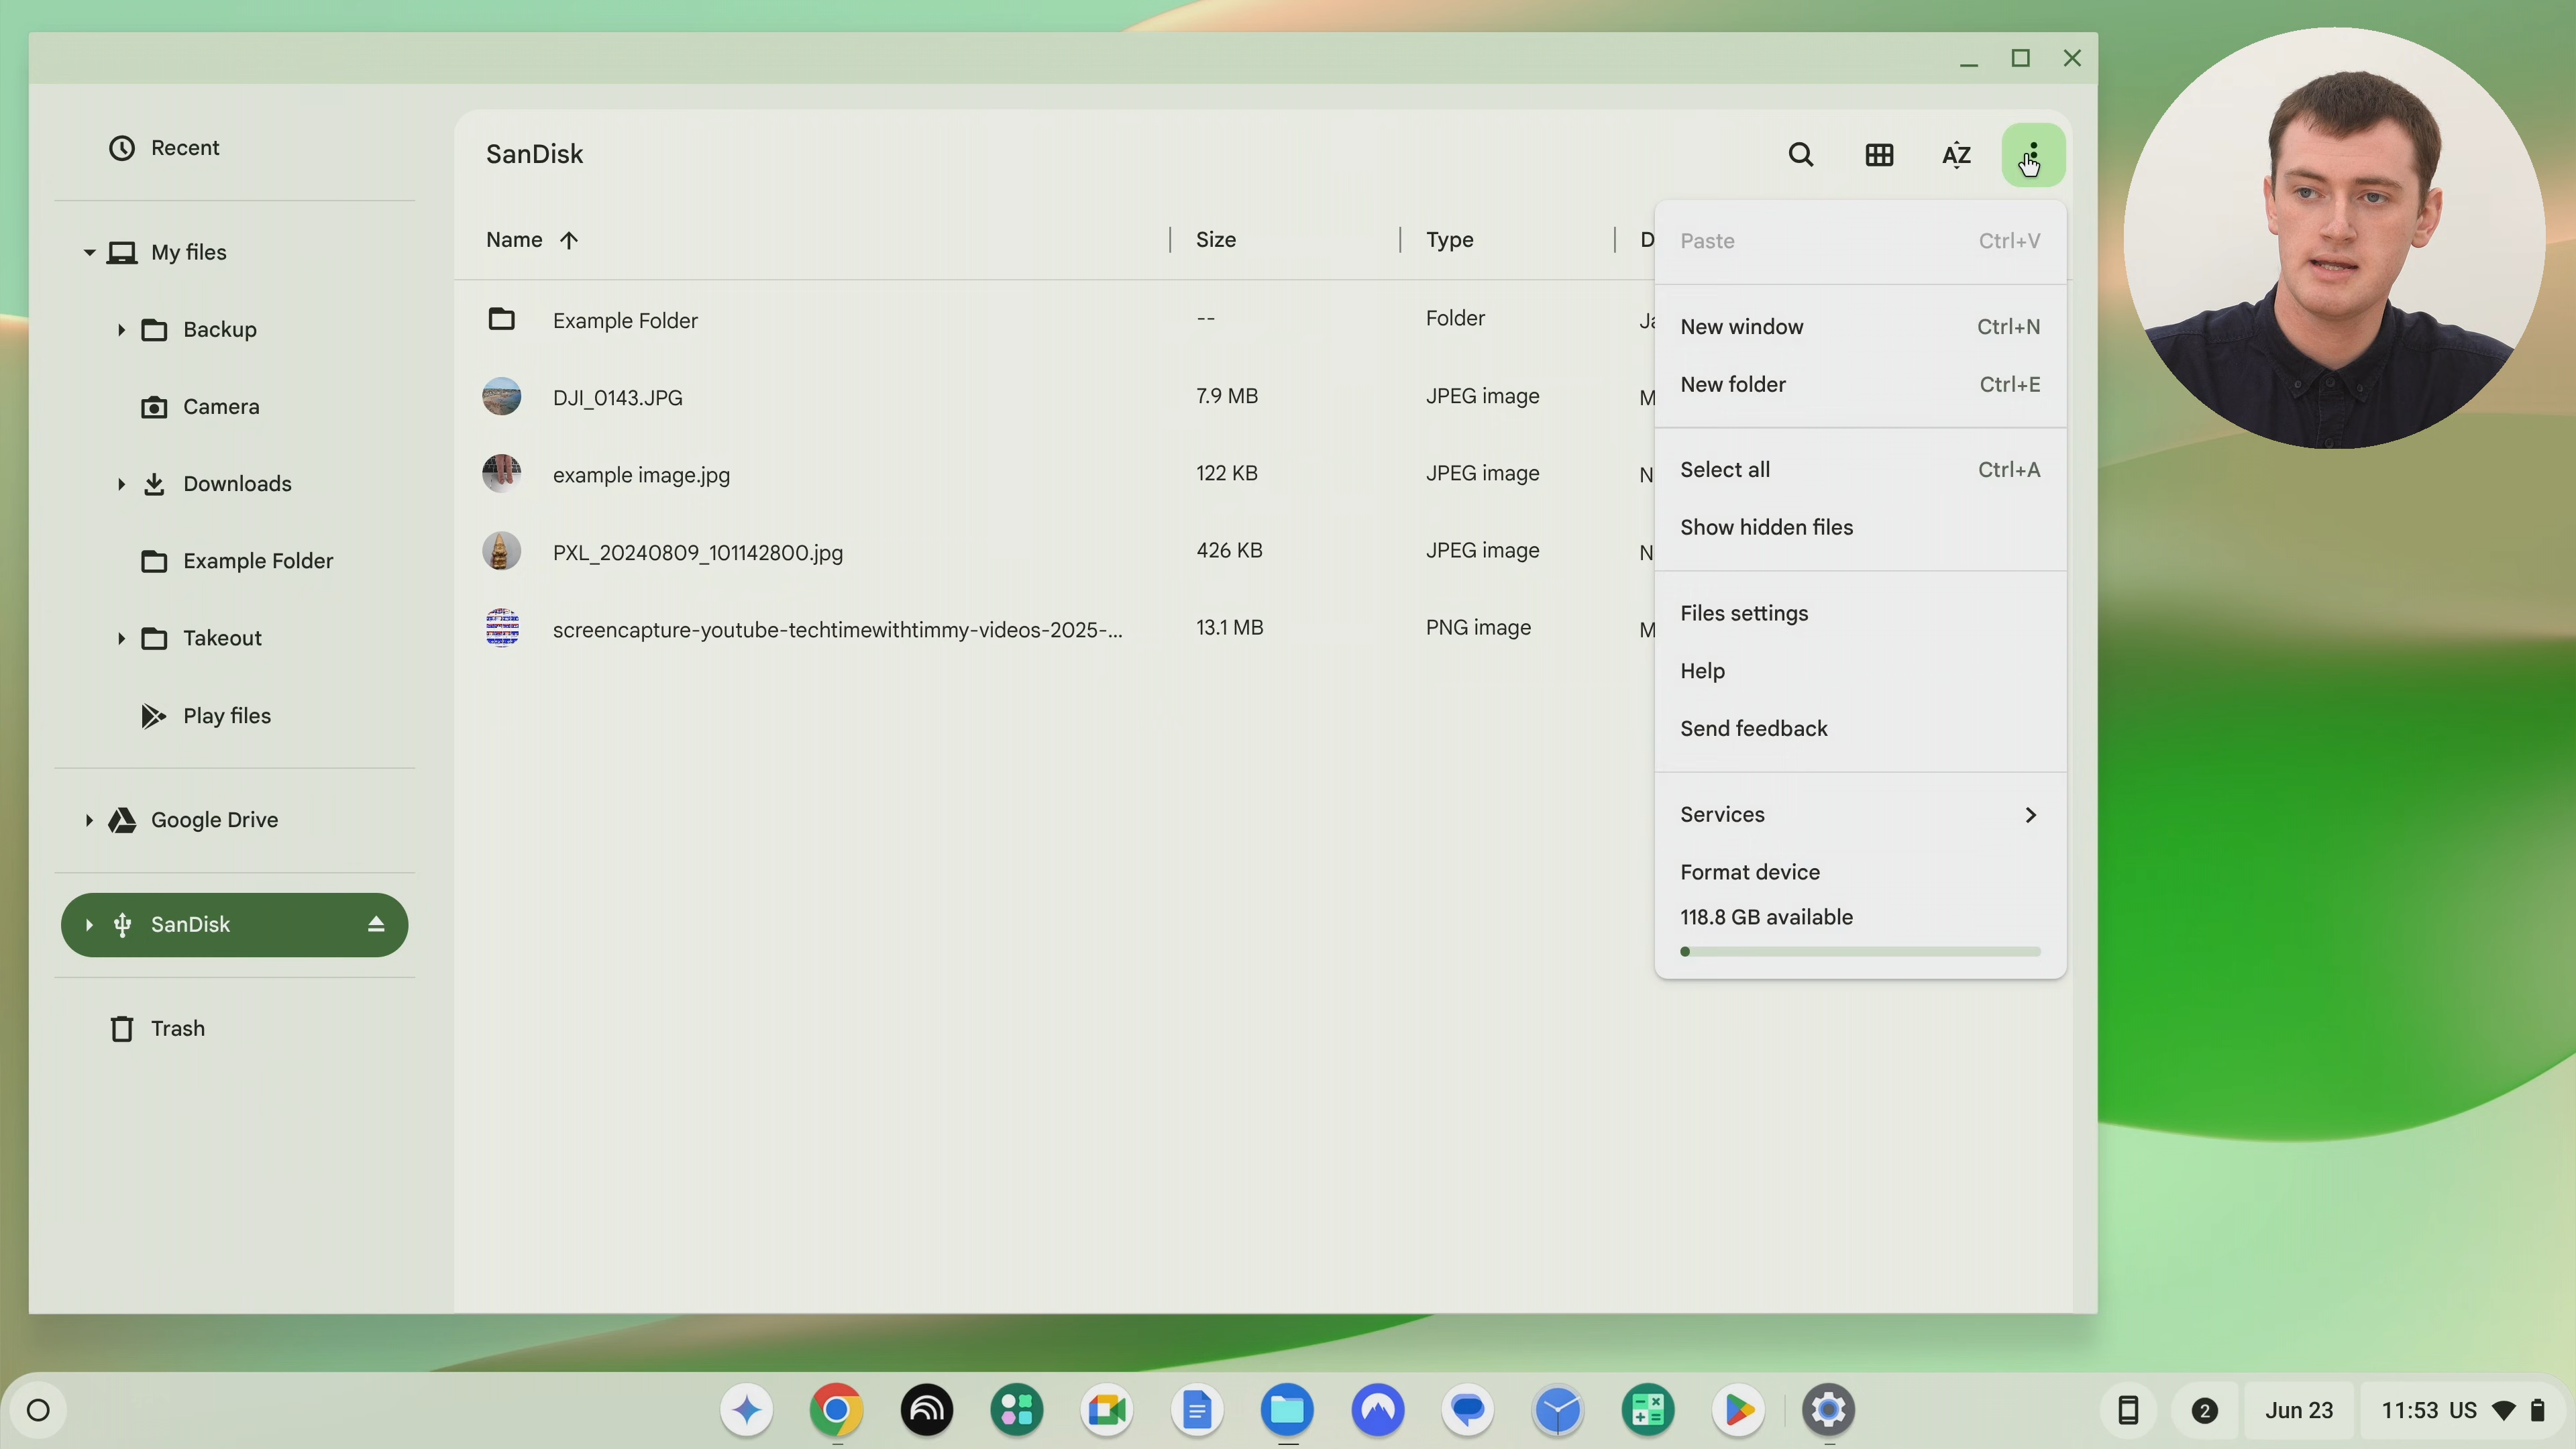 Recent
My files
Backup
Camera
Downloads
Example Folder
Takeout
Play files
Google Drive
SanDisk
Trash
SanDisk
AZ
Name Size Type D
Example Folder -- Folder Ja
DJI_0143.JPG 7.9 MB JPEG image M
example image.jpg 122 KB JPEG image N
PXL_20240809_101142800.jpg 426 KB JPEG image N
screencapture-youtube-techtimewithtimmy-videos-2025-... 13.1 MB PNG image M
Paste Ctrl+V
New window Ctrl+N
New folder Ctrl+E
Select all Ctrl+A
Show hidden files
Files settings
Help
Send feedback
Services
Format device
118.8 GB available
2 Jun 23 11:53 US